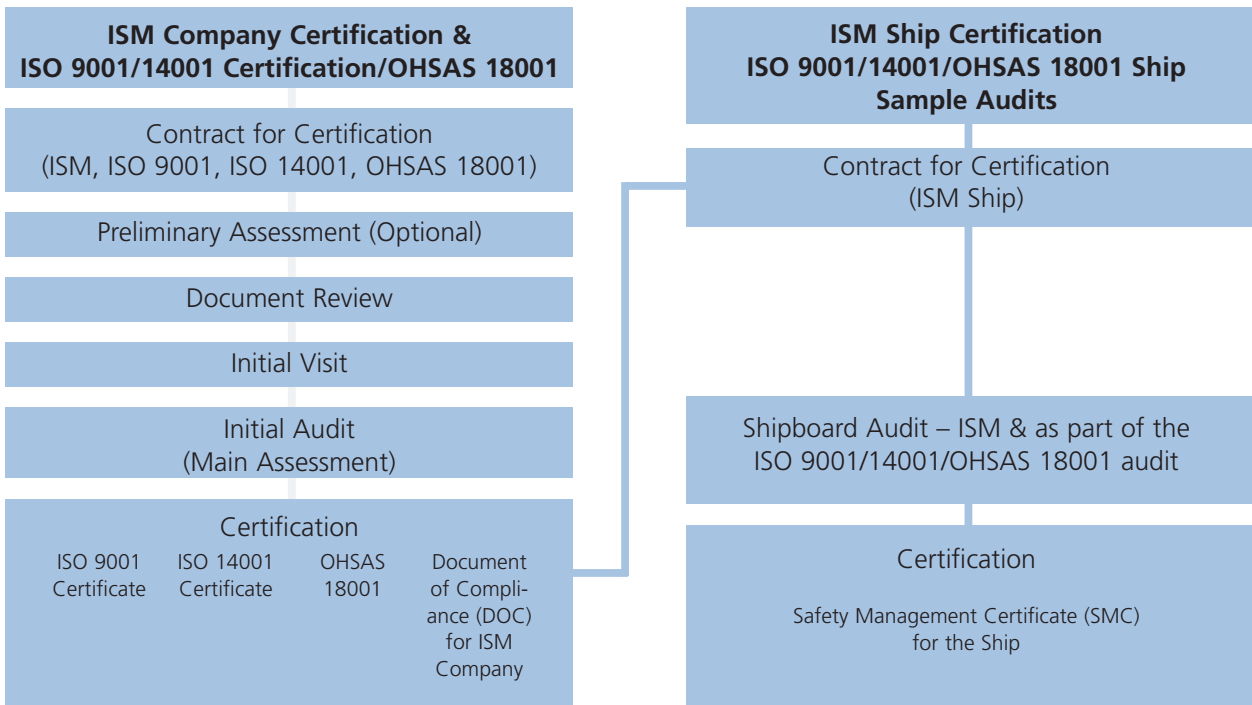 ISM Company Certification &
ISO 9001/14001 Certification/OHSAS 18001
Contract for Certification
(ISM, ISO 9001, ISO 14001, OHSAS 18001)
Preliminary Assessment (Optional)
Document Review
Initial Visit
Initial Audit
(Main Assessment)
Certification
ISO 9001
Certificate
ISO 14001
Certificate
OHSAS
18001
Document
of Compli-
ance (DOC)
for ISM
Company
ISM Ship Certification
ISO 9001/14001/OHSAS 18001 Ship
Sample Audits
Contract for Certification
(ISM Ship)
Shipboard Audit – ISM & as part of the
ISO 9001/14001/OHSAS 18001 audit
Certification
Safety Management Certificate (SMC)
for the Ship